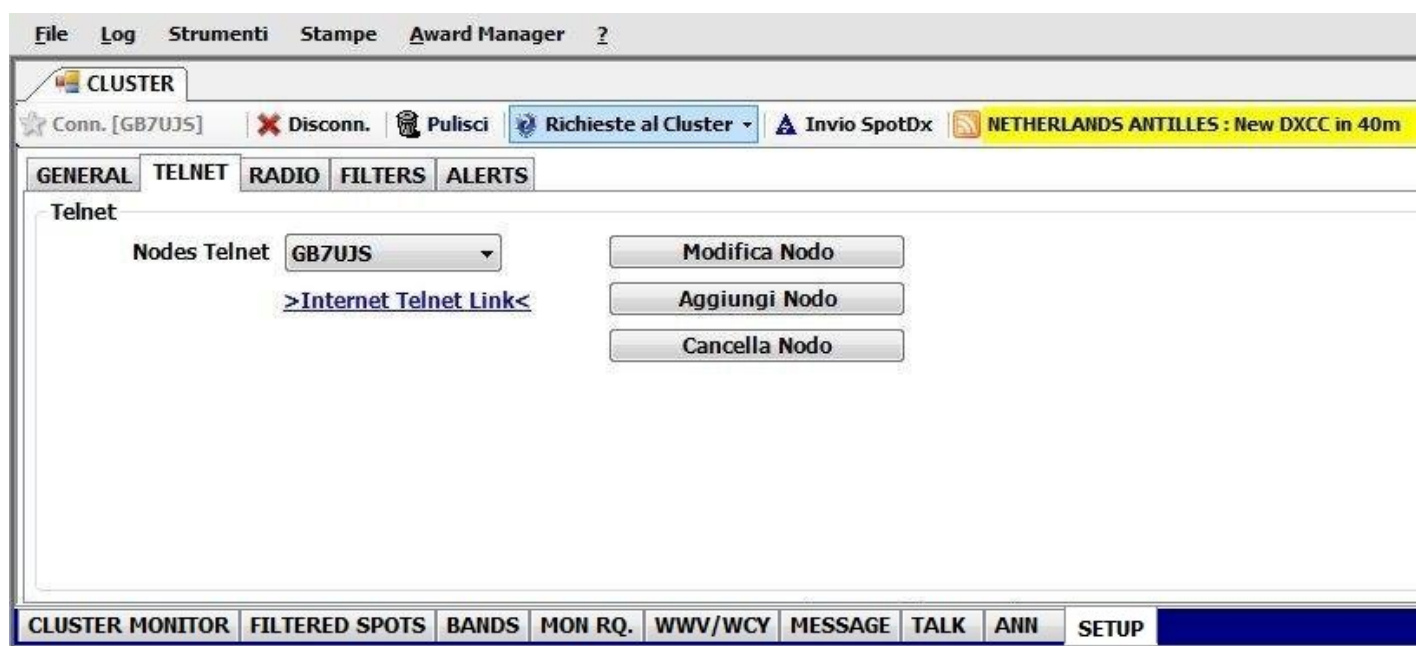 File Log Strumenti Stampe Award Manager ?
CLUSTER
Conn. [GB7UJS] Disconn. Pulisci Richieste al Cluster Invio SpotDx NETHERLANDS ANTILLES : New DXCC in 40m
GENERAL TELNET RADIO FILTERS ALERTS
Telnet
Nodes Telnet GB7UJS Modifica Nodo
>Internet Telnet Link< Aggiungi Nodo
Cancella Nodo
CLUSTER MONITOR FILTERED SPOTS BANDS MON RQ. WWV/WCY MESSAGE TALK ANN SETUP